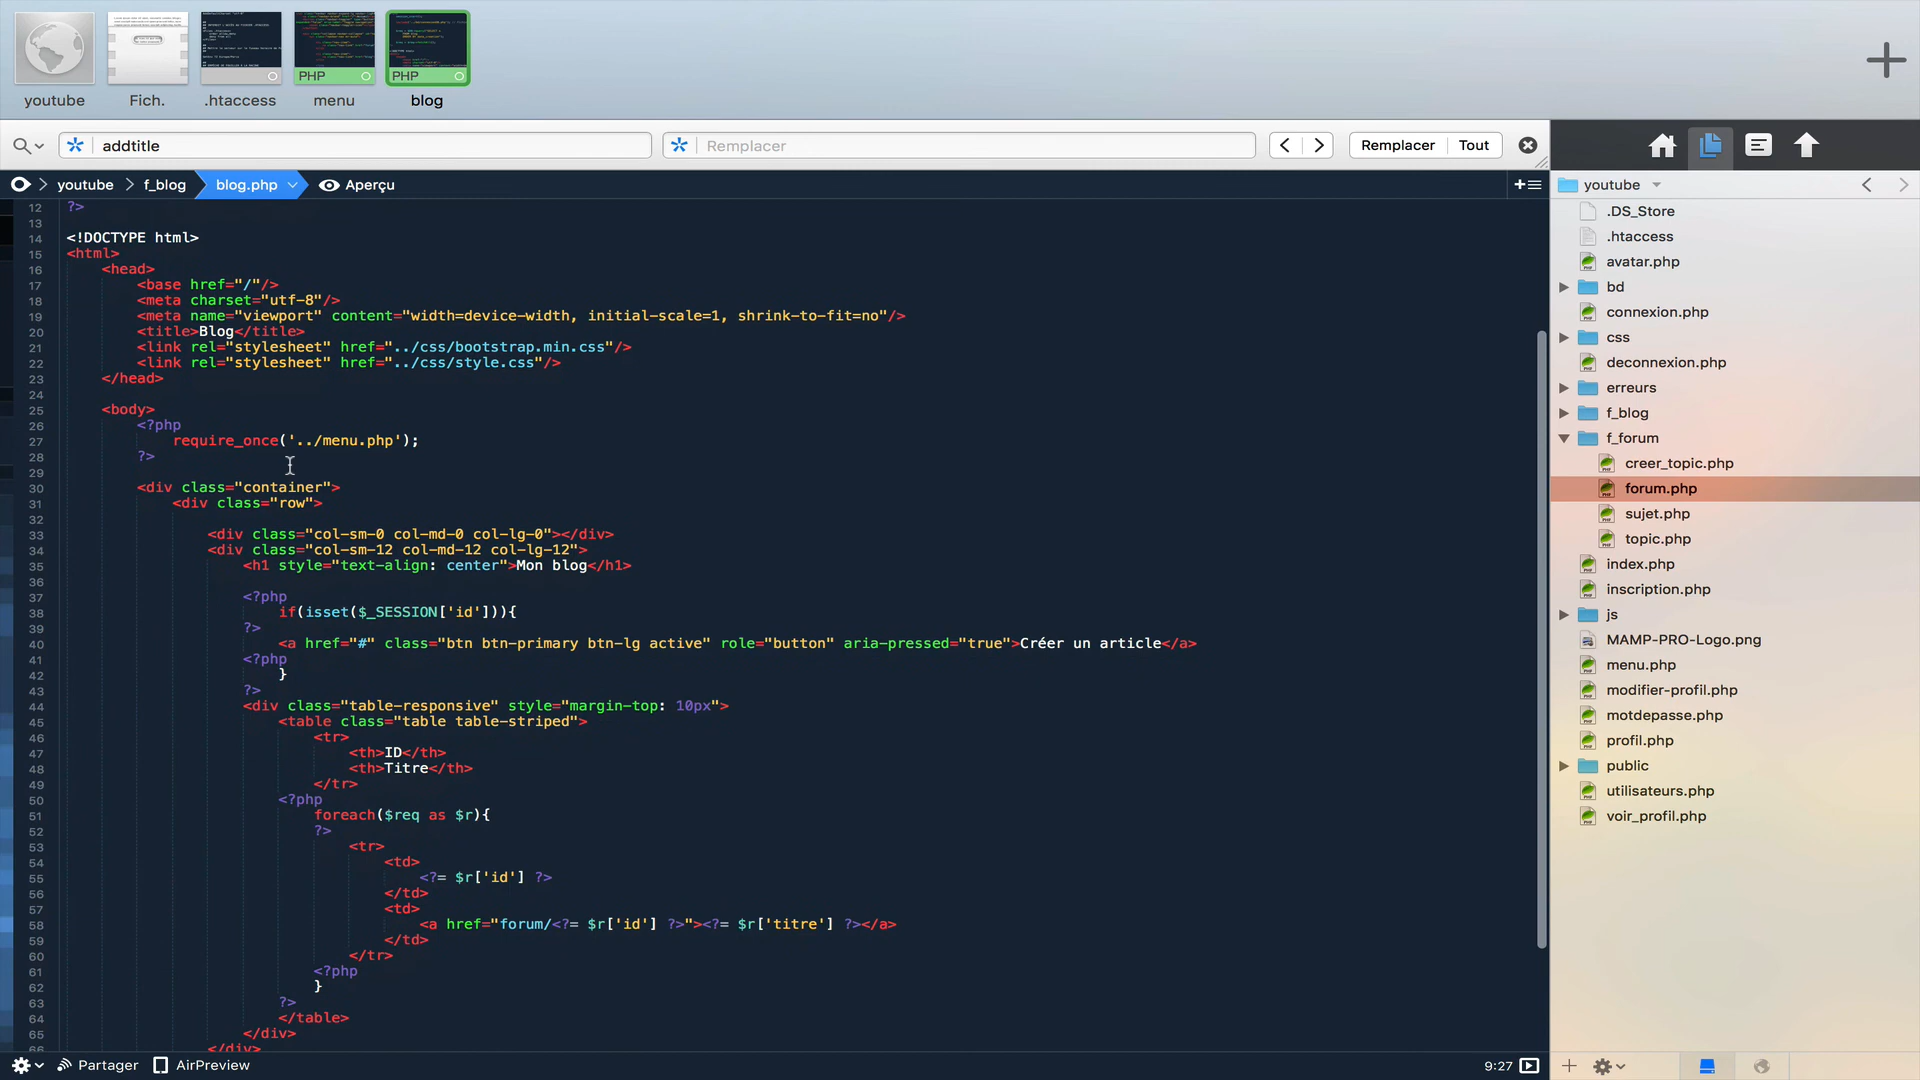 PHP
PHP
youtube
Fich.
.htaccess
menu
blog
addtitle
Remplacer
Remplacer
Tout
youtube
f_blog
blog.php
Aperçu
youtube
12 ?>
13
14 <!DOCTYPE html>
15 <html>
16 <head>
17 <base href="/"/>
18 <meta charset="utf-8"/>
19 <meta name="viewport" content="width=device-width, initial-scale=1, shrink-to-fit=no"/>
20 <title>Blog</title>
21 <link rel="stylesheet" href="../css/bootstrap.min.css"/>
22 <link rel="stylesheet" href="../css/style.css"/>
23 </head>
24
25 <body>
26 <?php
27 require_once('../menu.php');
28 ?>
29
30 <div class="container">
31 <div class="row">
32
33 <div class="col-sm-0 col-md-0 col-lg-0"></div>
34 <div class="col-sm-12 col-md-12 col-lg-12">
35 <h1 style="text-align: center">Mon blog</h1>
36
37 <?php
38 if(isset($_SESSION['id'])){
39 ?>
40 <a href="#" class="btn btn-primary btn-lg active" role="button" aria-pressed="true">Créer un article</a>
41 <?php
42 }
43 ?>
44 <div class="table-responsive" style="margin-top: 10px">
45 <table class="table table-striped">
46 <tr>
47 <th>ID</th>
48 <th>Titre</th>
49 </tr>
50 <?php
51 foreach($req as $r){
52 ?>
53 <tr>
54 <td>
55 <?= $r['id'] ?>
56 </td>
57 <td>
58 <a href="forum/<?= $r['id'] ?>"><?= $r['titre'] ?></a>
59 </td>
60 </tr>
61 <?php
62 }
63 ?>
64 </table>
65 </div>
66 </div>
.DS_Store
.htaccess
avatar.php
bd
connexion.php
css
deconnexion.php
erreurs
f_blog
f_forum
creer_topic.php
forum.php
sujet.php
topic.php
index.php
inscription.php
js
MAMP-PRO-Logo.png
menu.php
modifier-profil.php
motdepasse.php
profil.php
public
utilisateurs.php
voir_profil.php
Partager
AirPreview
9:27